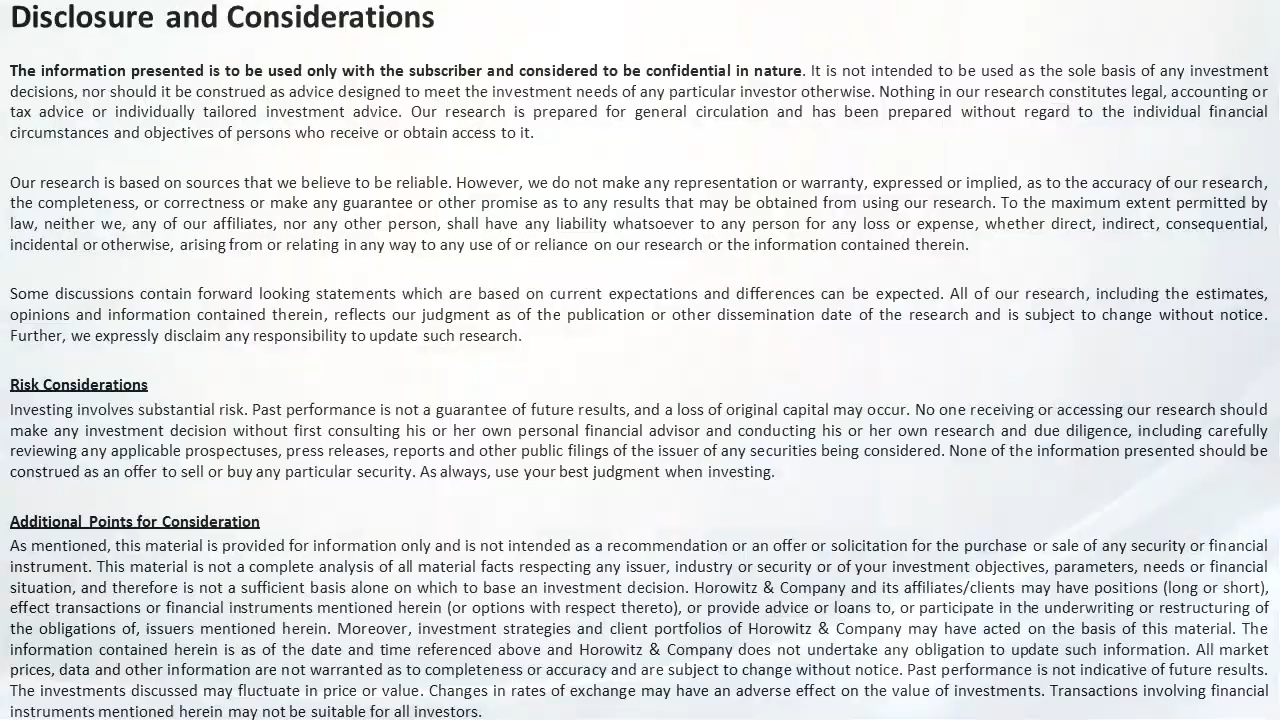 Disclosure and Considerations
The information presented is to be used only with the subscriber and considered to be confidential in nature. It is not intended to be used as the sole basis of any investment
decisions, nor should it be construed as advice designed to meet the investment needs of any particular investor otherwise. Nothing in our research constitutes legal, accounting or
tax advice or individually tailored investment advice. Our research is prepared for general circulation and has been prepared without regard to the individual financial
circumstances and objectives of persons who receive or obtain access to it.
Our research is based on sources that we believe to be reliable. However, we do not make any representation or warranty, expressed or implied, as to the accuracy of our research,
the completeness, or correctness or make any guarantee or other promise as to any results that may be obtained from using our research. To the maximum extent permitted by
law, neither we, any of our affiliates, nor any other person, shall have any liability whatsoever to any person for any loss or expense, whether direct, indirect, consequential,
incidental or otherwise, arising from or relating in any way to any use of or reliance on our research or the information contained therein.
Some discussions contain forward looking statements which are based on current expectations and differences can be expected. All of our research, including the estimates,
opinions and information contained therein, reflects our judgment as of the publication or other dissemination date of the research and is subject to change without notice.
Further, we expressly disclaim any responsibility to update such research.
Risk Considerations
Investing involves substantial risk. Past performance is not a guarantee of future results, and a loss of original capital may occur. No one receiving or accessing our research should
make any investment decision without first consulting his or her own personal financial advisor and conducting his or her own research and due diligence, including carefully
reviewing any applicable prospectuses, press releases, reports and other public filings of the issuer of any securities being considered. None of the information presented should be
construed as an offer to sell or buy any particular security. As always, use your best judgment when investing.
Additional Points for Consideration
As mentioned, this material is provided for information only and is not intended as a recommendation or an offer or solicitation for the purchase or sale of any security or financial
instrument. This material is not a complete analysis of all material facts respecting any issuer, industry or security or of your investment objectives, parameters, needs or financial
situation, and therefore is not a sufficient basis alone on which to base an investment decision. Horowitz & Company and its affiliates/clients may have positions (long or short),
effect transactions or financial instruments mentioned herein (or options with respect thereto), or provide advice or loans to, or participate in the underwriting or restructuring of
the obligations of, issuers mentioned herein. Moreover, investment strategies and client portfolios of Horowitz & Company may have acted on the basis of this material. The
information contained herein is as of the date and time referenced above and Horowitz & Company does not undertake any obligation to update such information. All market
prices, data and other information are not warranted as to completeness or accuracy and are subject to change without notice. Past performance is not indicative of future results.
The investments discussed may fluctuate in price or value. Changes in rates of exchange may have an adverse effect on the value of investments. Transactions involving financial
instruments mentioned herein may not be suitable for all investors.